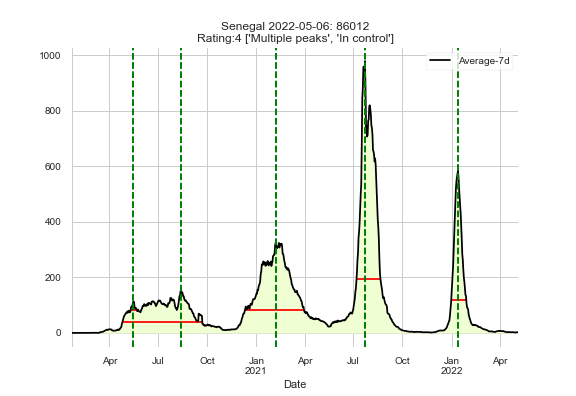 Senegal 2022-05-06: 86012
Rating:4 ['Multiple peaks', 'In control']
Average-7d
1000
800
600
400
200
0
Apr Jul Oct Jan Apr Jul Oct Jan Apr
2021 2022
Date